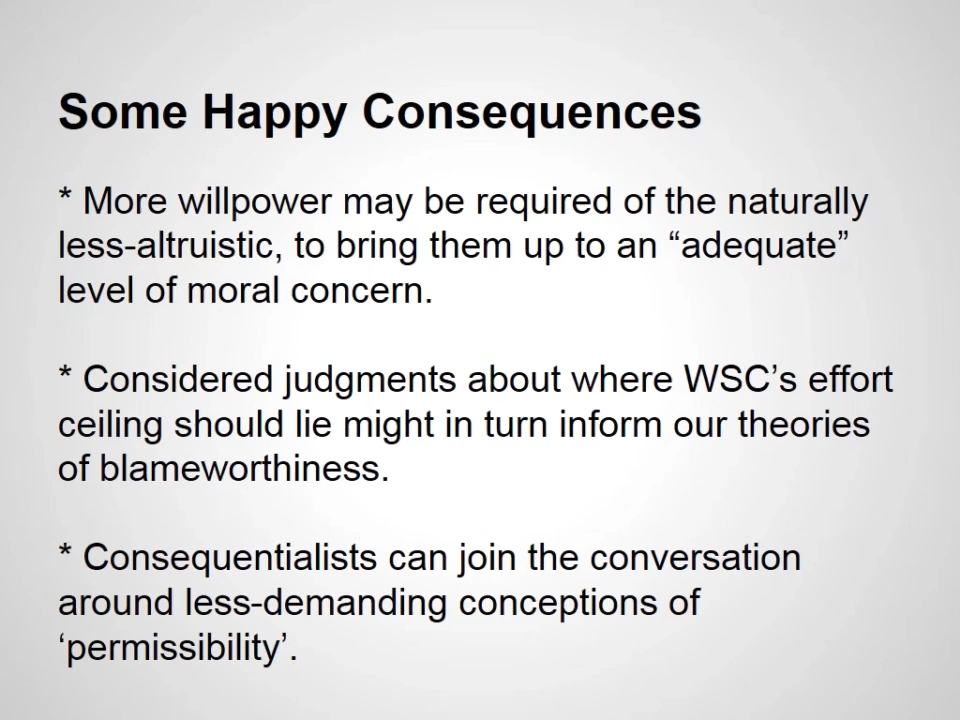 Some Happy Consequences
* More willpower may be required of the naturally
less-altruistic, to bring them up to an “adequate”
level of moral concern.
* Considered judgments about where WSC’s effort
ceiling should lie might in turn inform our theories
of blameworthiness.
* Consequentialists can join the conversation
around less-demanding conceptions of
‘permissibility’.